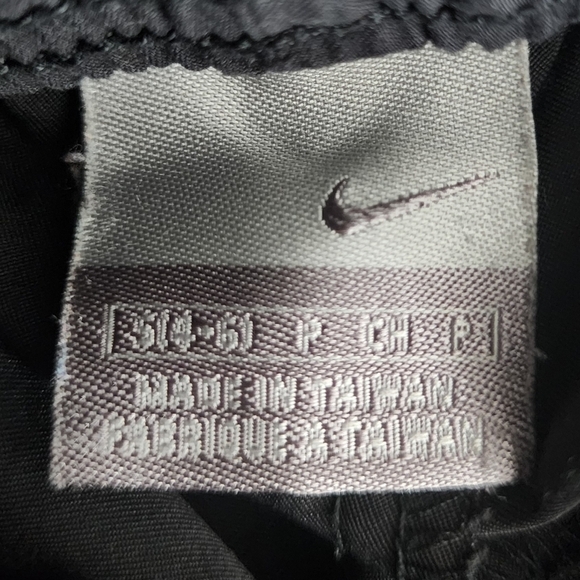 S(4-6) P CH P
MADE IN TAIWAN
FABRIQUE A TAIWAN